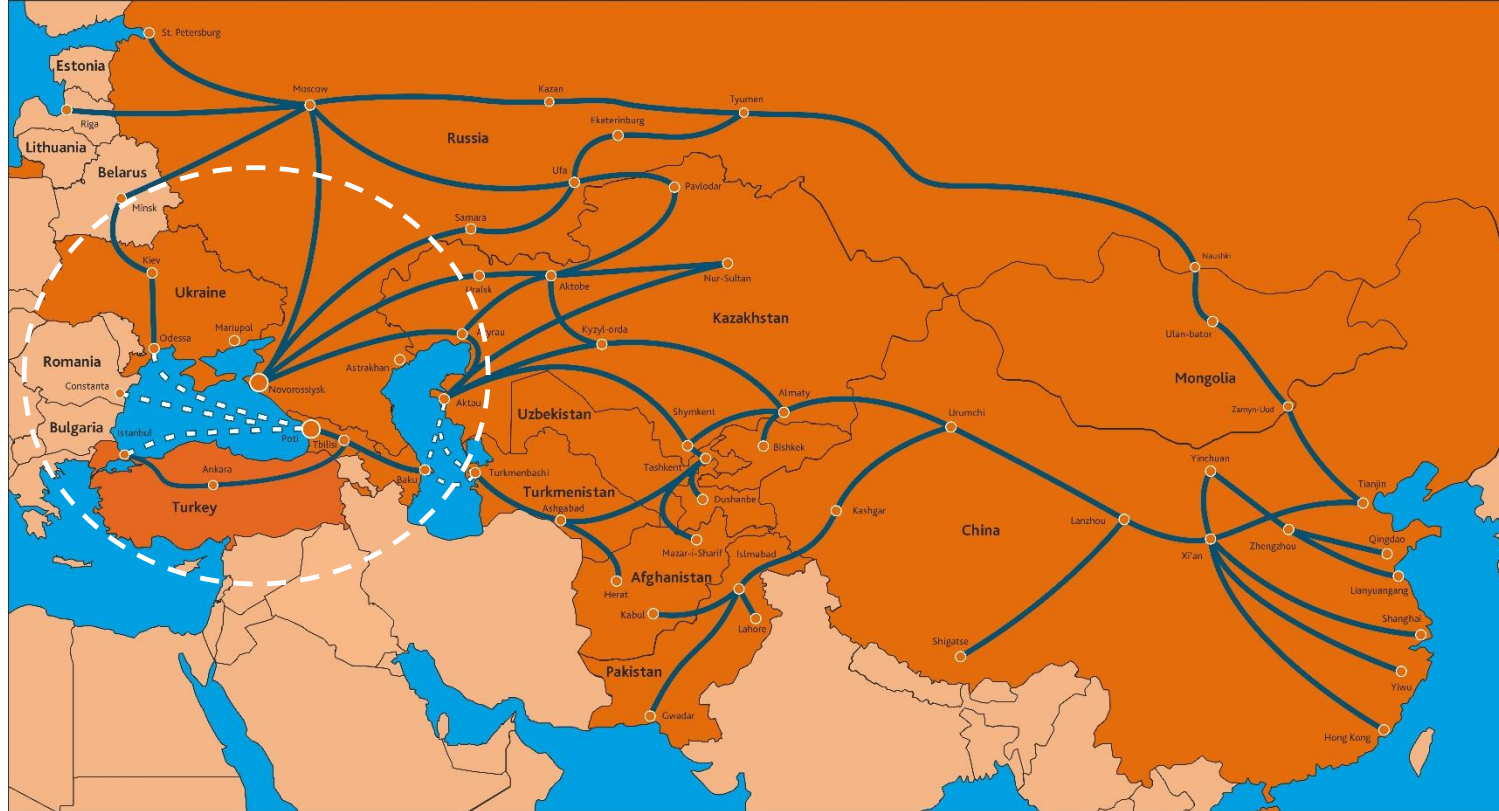 St. Petersburg
Estonia
Moscow
Kazan
Tyumen
Riga
Ekaterinburg
Russia
Lithuania
Belarus
Ufa
Pavlodar
Minsk
Samara
Kiev
Naushki
Nur-Sultan
Uralsk
Aktobe
Ukraine
Kazakhstan
Mariupol
Atyrau
Kyzyl-orda
Ulan-bator
Odessa
Romania
Astrakhan
Mongolia
Constanta
Novorossiysk
Almaty
Aktau
Zamyn-Uud
Uzbekistan
Shymkent
Urumchi
Bulgaria
Istanbul
Poti
Tbilisi
Bishkek
Yinchuan
Ankara
Baku
Turkmenbashi
Tashkent
Tianjin
Turkmenistan
Dushanbe
Turkey
Ashgabad
Kashgar
Lanzhou
China
Zhengzhou
Qingdao
Mazar-i-Sharif
Islmabad
Xi'an
Afghanistan
Herat
Lianyuangang
Kabul
Shanghai
Lahore
Shigatse
Pakistan
Yiwu
Gwadar
Hong Kong